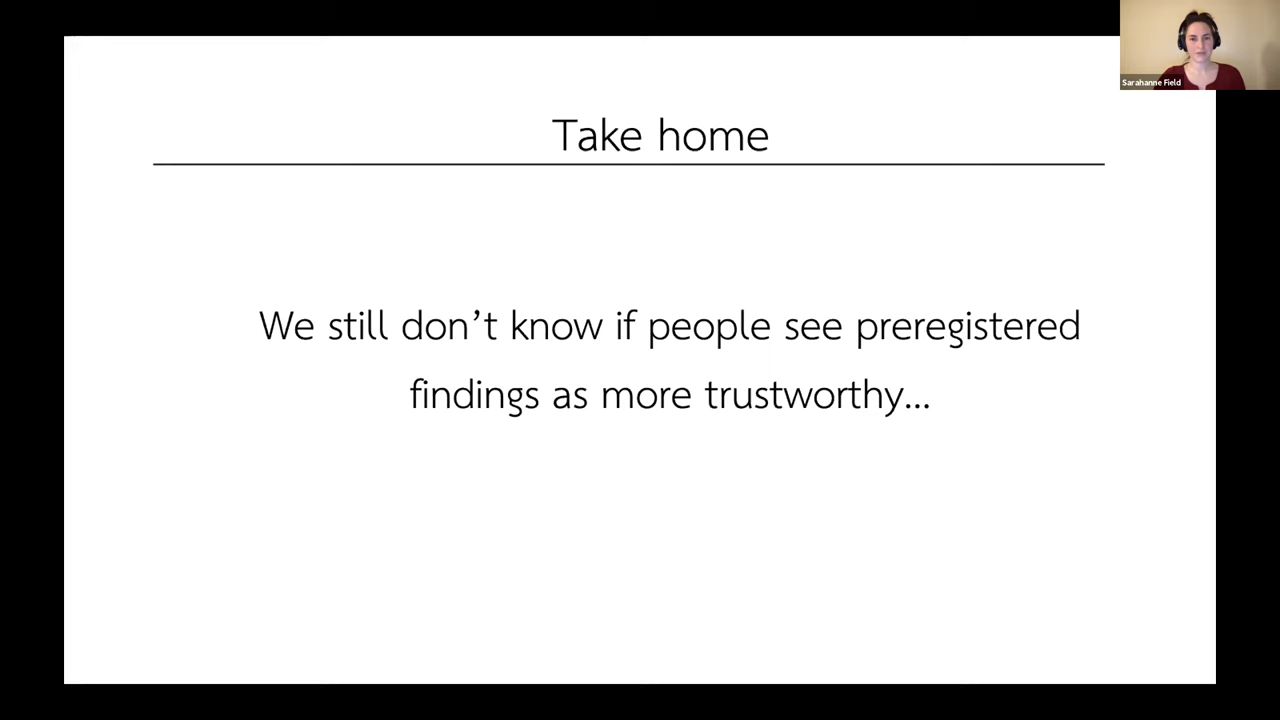 Take home
We still don’t know if people see preregistered
findings as more trustworthy...
Sarahanne Field